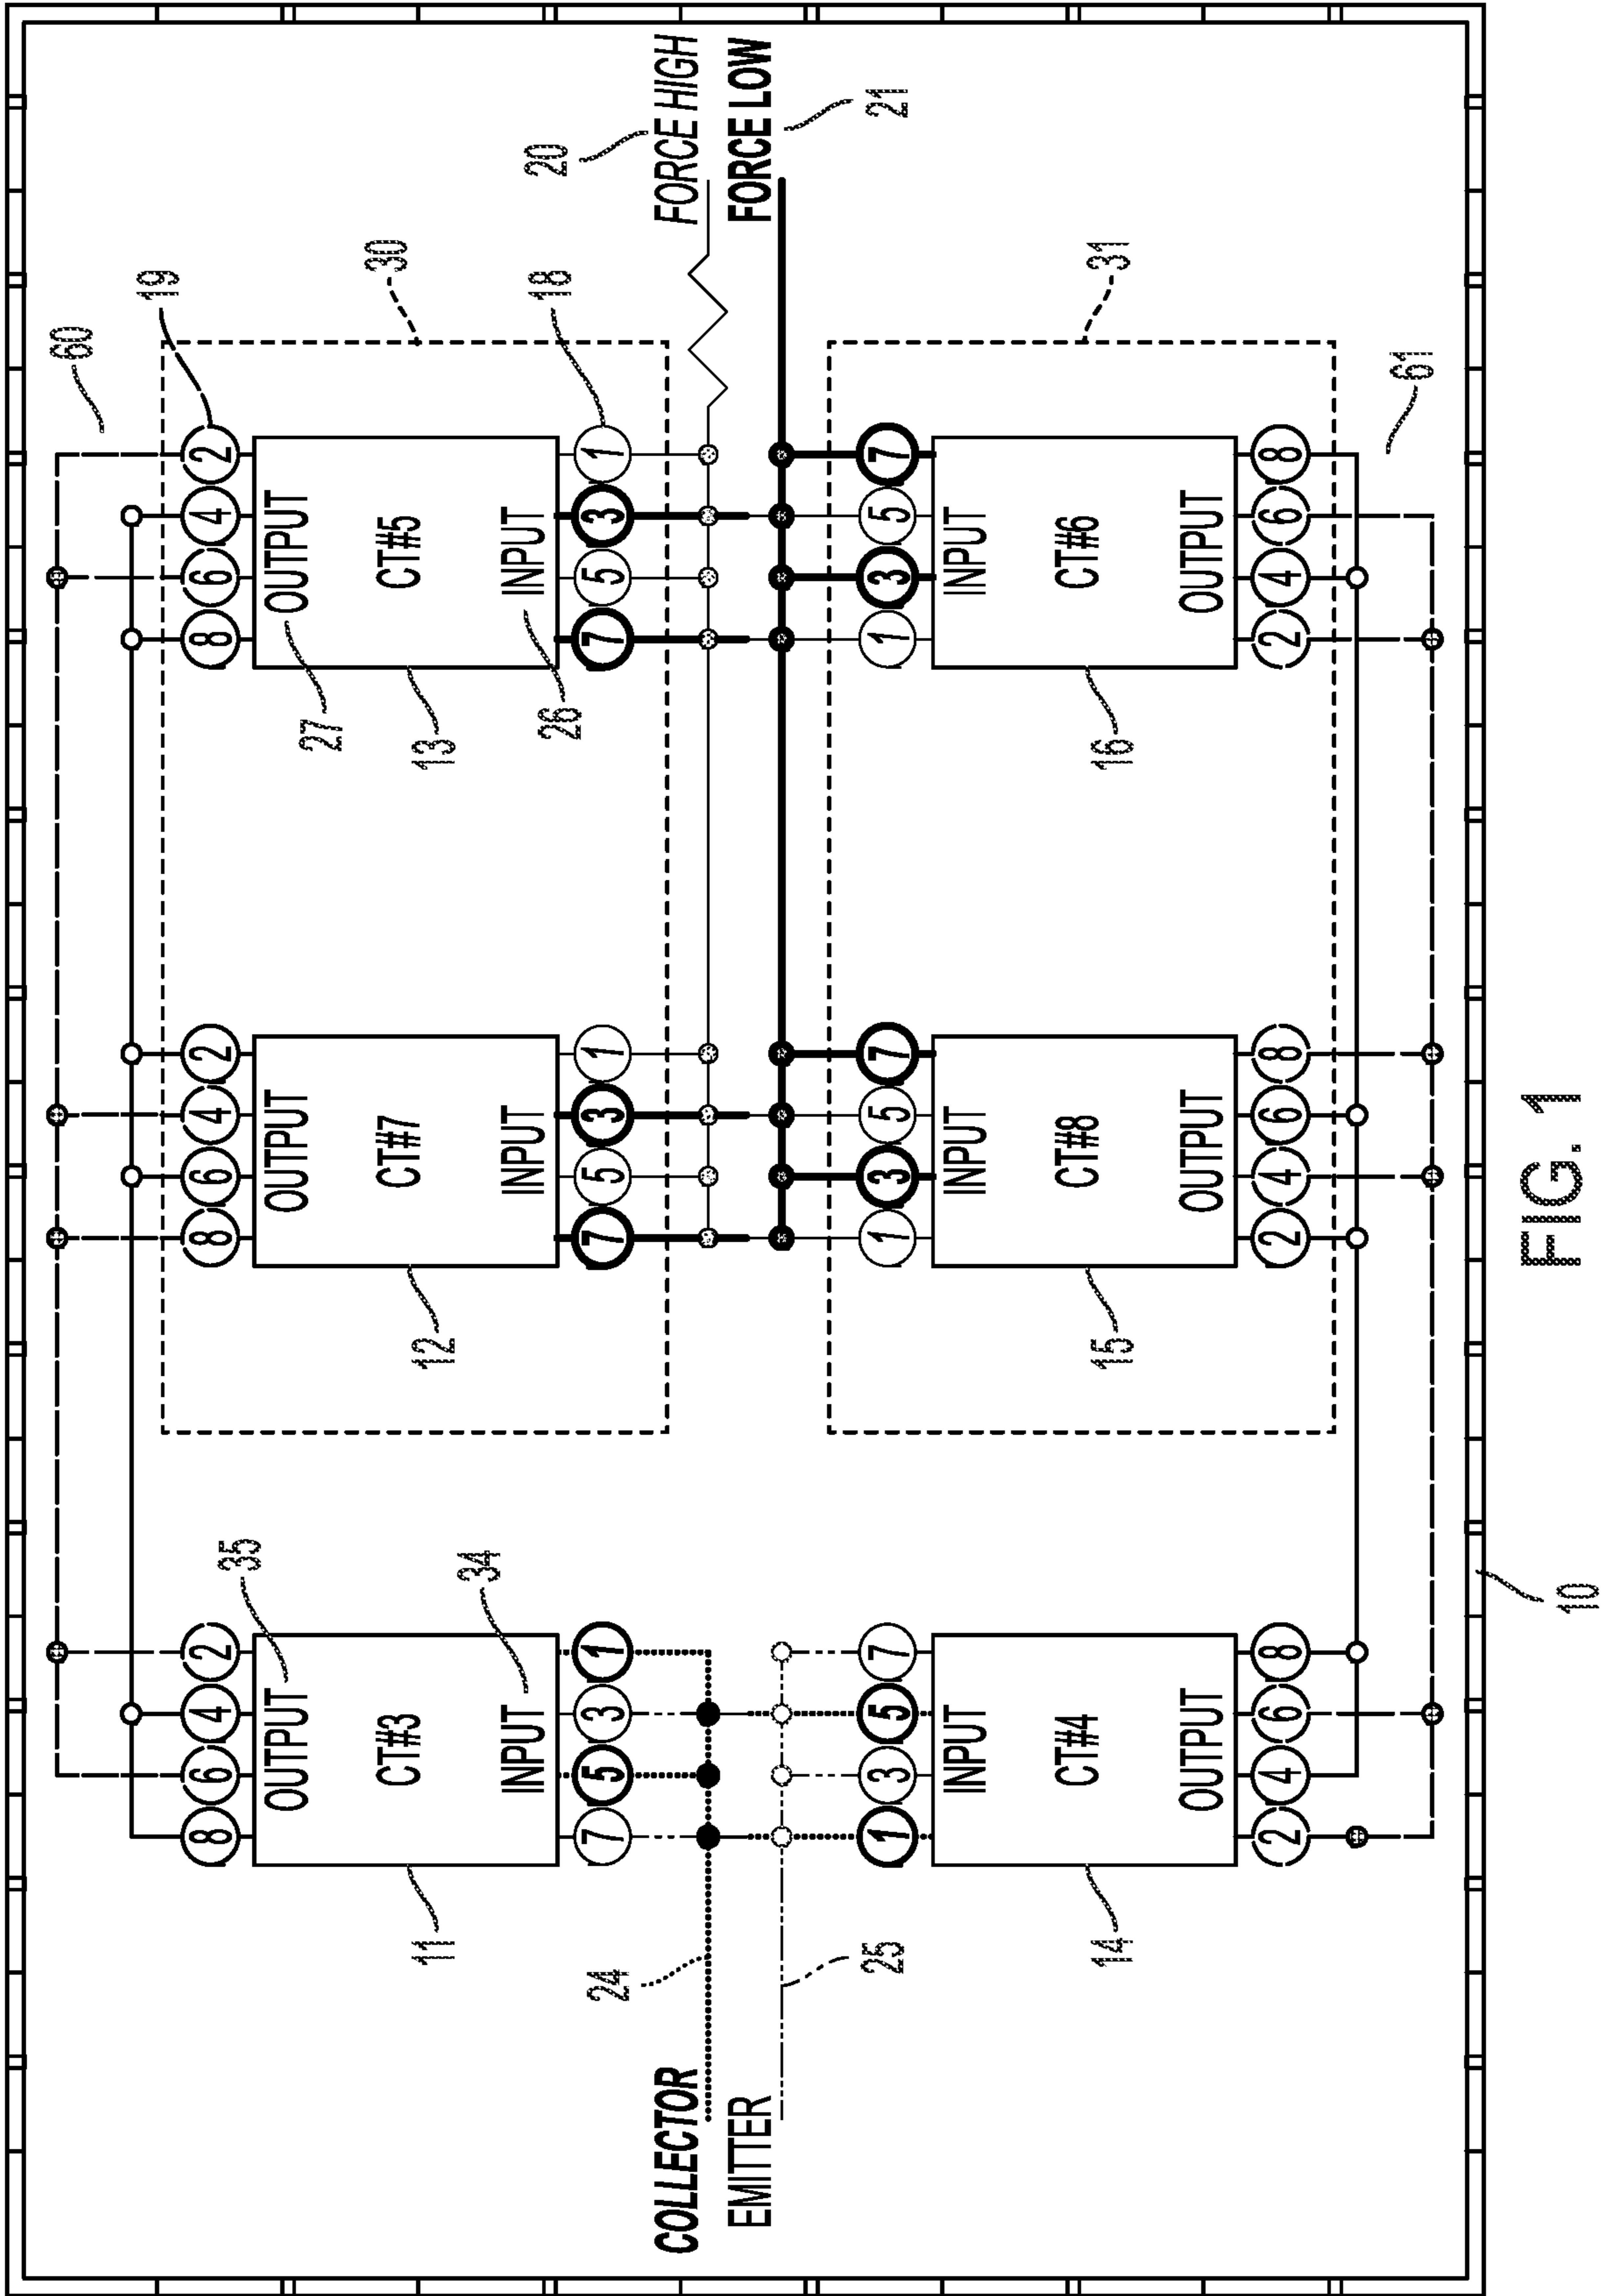 60
19
8 6 4 2 8 6 4 2 8 6 4 2
35
OUTPUT OUTPUT OUTPUT
27
30
CT#3 CT#7 CT#5
11 12 13
34
INPUT INPUT INPUT
26 18 20
7 5 3 1 7 5 3 1 7 5 3 1
24
COLLECTOR FORCE HIGH
EMITTER FORCE LOW
25 21
1 3 5 7 1 3 5 7 1 3 5 7
INPUT INPUT INPUT
CT#4 CT#8 CT#6
14 15 16 31
OUTPUT OUTPUT OUTPUT
2 4 6 8 2 4 6 8 2 4 6 8
61
10
FIG. 1